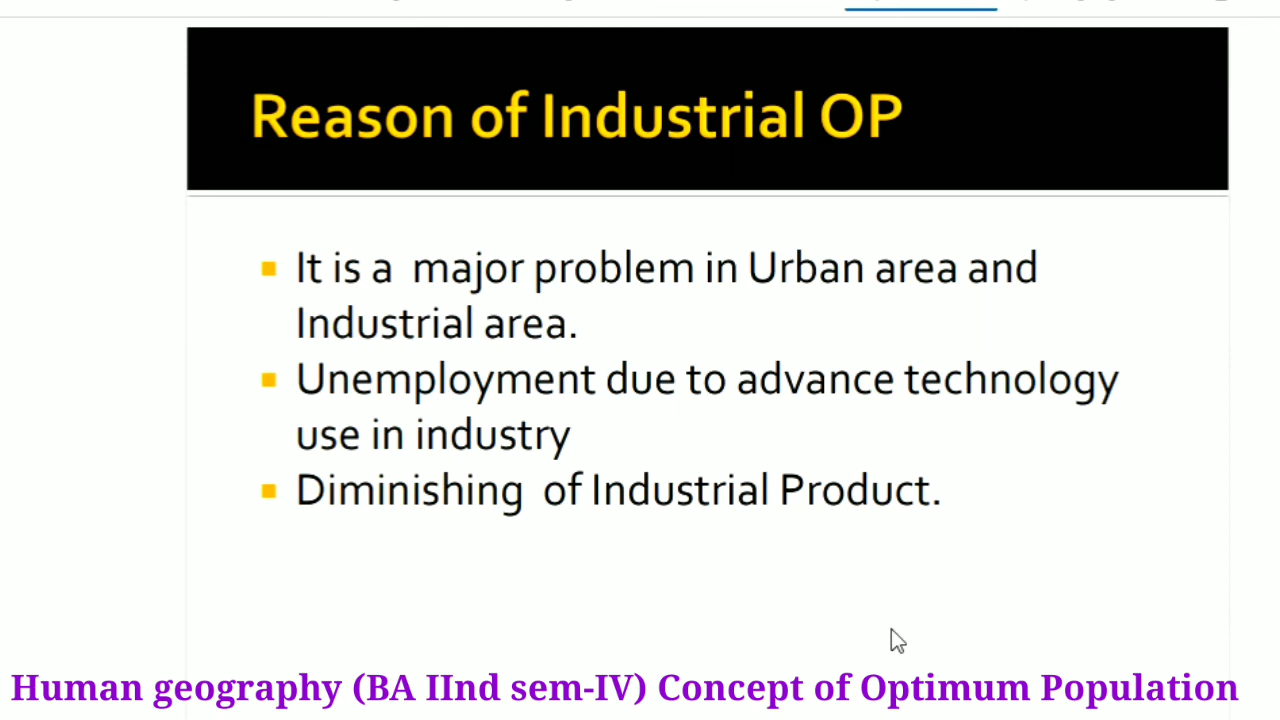 Reason of Industrial OP
It is a major problem in Urban area and
Industrial area.
Unemployment due to advance technology
use in industry
Diminishing of Industrial Product.
Human geography (BA IInd sem-IV) Concept of Optimum Population